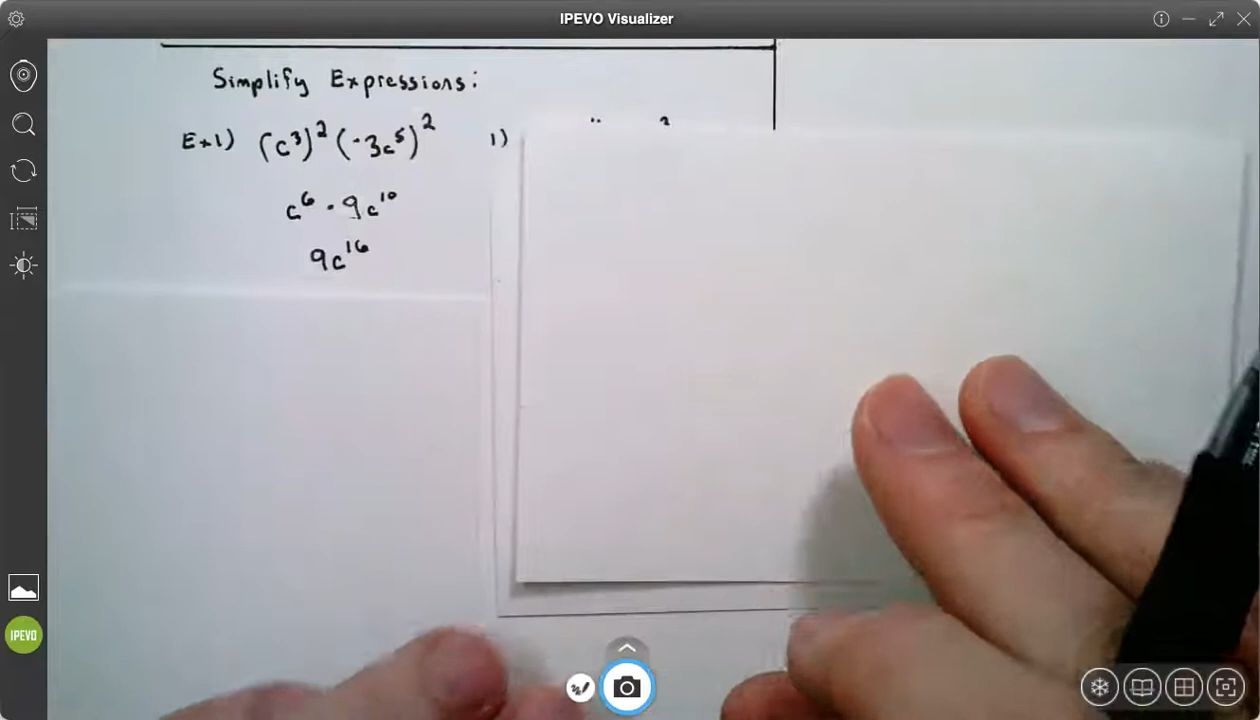 IPEVO Visualizer
Simplify Expressions:
Ex1) (c³)² (-3c⁵)²
1)
c⁶ · 9c¹⁰
9c¹⁶
IPEVO